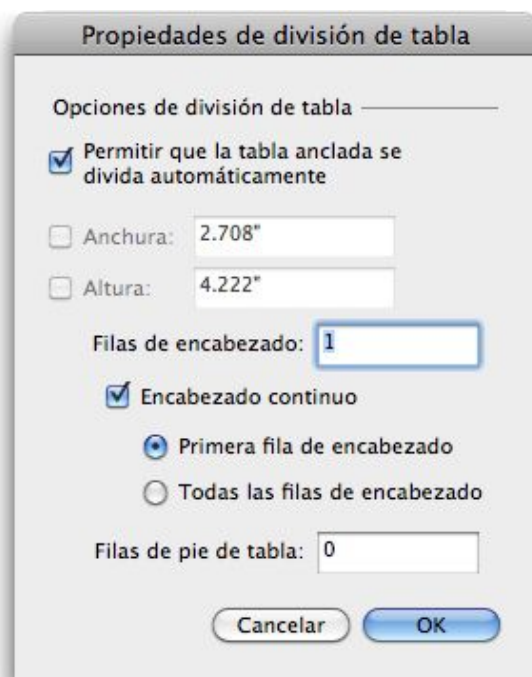 Propiedades de división de tabla
Opciones de división de tabla
Permitir que la tabla anclada se
divida automáticamente
Anchura: 2.708"
Altura: 4.222"
Filas de encabezado: 1
Encabezado continuo
Primera fila de encabezado
Todas las filas de encabezado
Filas de pie de tabla: 0
Cancelar OK